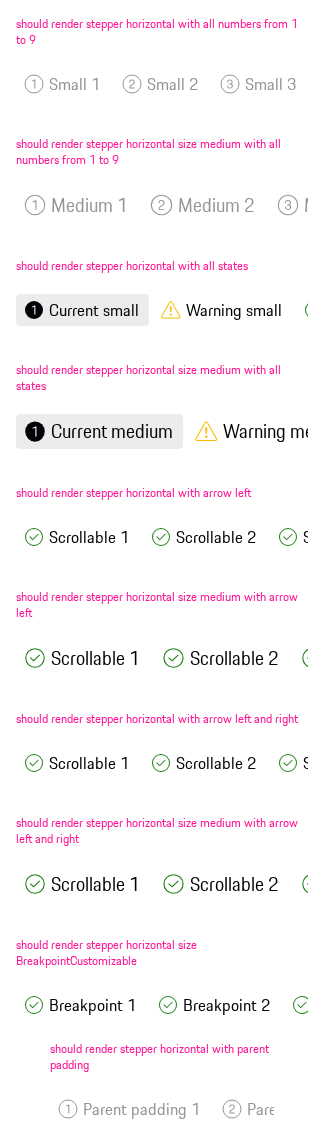 should render stepper horizontal with all numbers from 1
to 9
1 Small 1 2 Small 2 3 Small 3
should render stepper horizontal size medium with all
numbers from 1 to 9
1 Medium 1 2 Medium 2 3
should render stepper horizontal with all states
1 Current small Warning small
should render stepper horizontal size medium with all
states
1 Current medium Warning me
should render stepper horizontal with arrow left
Scrollable 1 Scrollable 2 S
should render stepper horizontal size medium with arrow
left
Scrollable 1 Scrollable 2
should render stepper horizontal with arrow left and right
Scrollable 1 Scrollable 2 S
should render stepper horizontal size medium with arrow
left and right
Scrollable 1 Scrollable 2
should render stepper horizontal size
BreakpointCustomizable
Breakpoint 1 Breakpoint 2
should render stepper horizontal with parent
padding
1 Parent padding 1 2 Pare